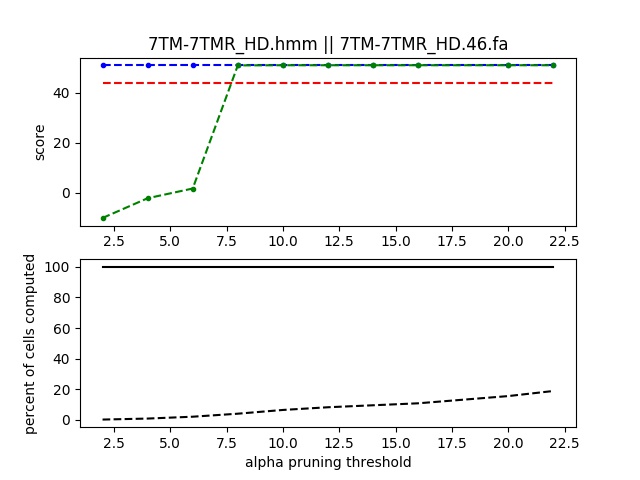 7TM-7TMR_HD.hmm || 7TM-7TMR_HD.46.fa
40
20
0
score
2.5 5.0 7.5 10.0 12.5 15.0 17.5 20.0 22.5
100
80
60
40
20
0
percent of cells computed
2.5 5.0 7.5 10.0 12.5 15.0 17.5 20.0 22.5
alpha pruning threshold